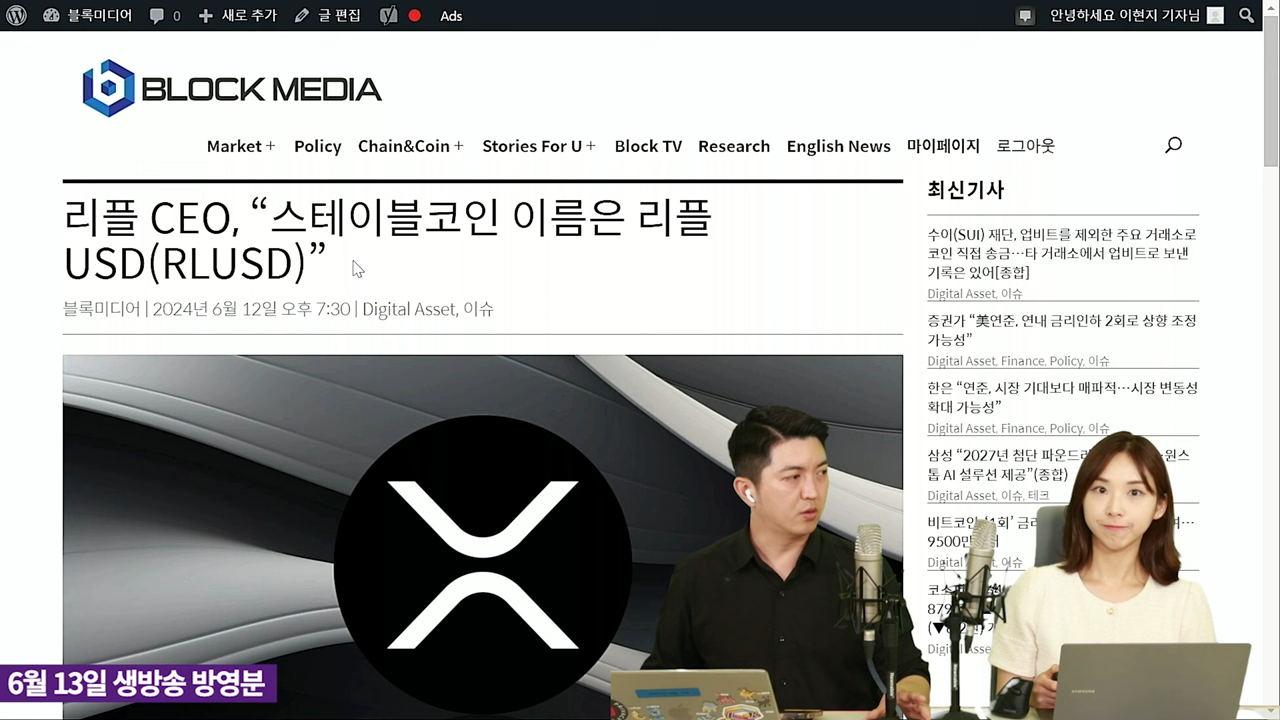 블록미디어 0 새로 추가 글 편집 Ads 안녕하세요 이현지 기자님
BLOCK MEDIA
Market + Policy Chain&Coin + Stories For U + Block TV Research English News 마이페이지 로그아웃
리플 CEO, “스테이블코인 이름은 리플
USD(RLUSD)”
블록미디어 | 2024년 6월 12일 오후 7:30 | Digital Asset, 이슈
최신기사
수이(SUI) 재단, 업비트를 제외한 주요 거래소로
코인 직접 송금…타 거래소에서 업비트로 보낸
기록은 있어[종합]
Digital Asset, 이슈
증권가 “美연준, 연내 금리인하 2회로 상향 조정
가능성”
Digital Asset, Finance, Policy, 이슈
한은 “연준, 시장 기대보다 매파적…시장 변동성
확대 가능성”
Digital Asset, Finance, Policy, 이슈
삼성 “2027년 첨단 파운드리
톱 AI 설루션 제공”(종합)
Digital Asset, 이슈, 테크
비트코인 ‘1회’ 금리
9500만
이슈
879
6월 13일 생방송 방영분
SAMSUNG